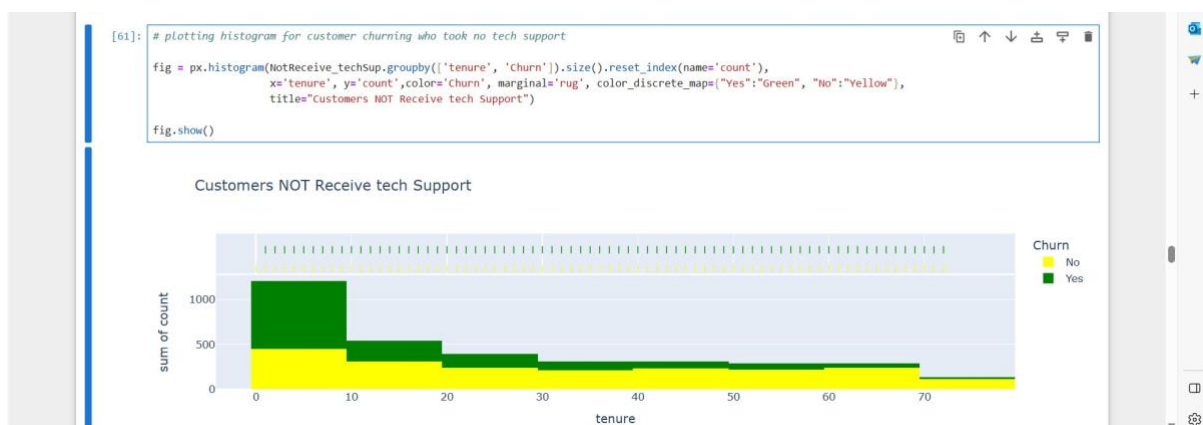 [61]: # plotting histogram for customer churning who took no tech support
fig = px.histogram(NotReceive_techSup.groupby(['tenure', 'Churn']).size().reset_index(name='count'),
x='tenure', y='count',color='Churn', marginal='rug', color_discrete_map={"Yes":"Green", "No":"Yellow"},
title="Customers NOT Receive tech Support")
fig.show()
Customers NOT Receive tech Support
Churn
No
Yes
sum of count
1000
500
0
0 10 20 30 40 50 60 70
tenure